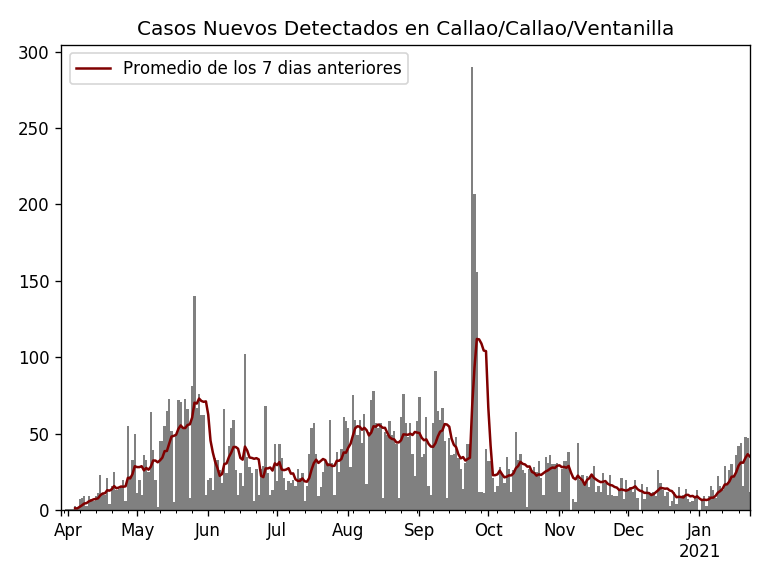 Casos Nuevos Detectados en Callao/Callao/Ventanilla
Promedio de los 7 dias anteriores
300
250
200
150
100
50
0
Apr May Jun Jul Aug Sep Oct Nov Dec Jan
2021